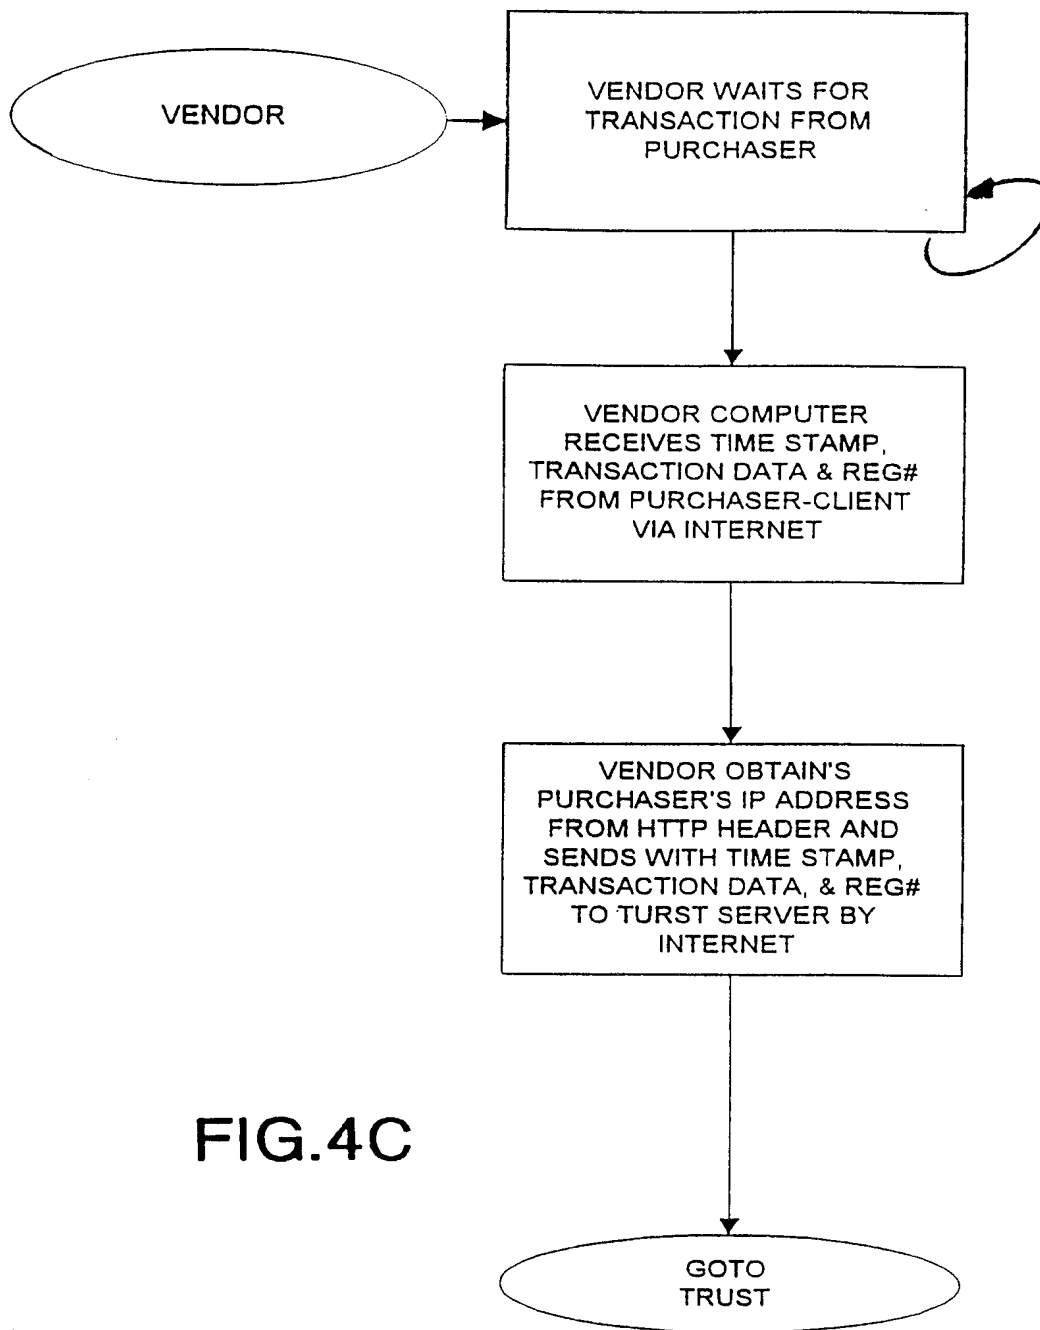 VENDOR
VENDOR WAITS FOR
TRANSACTION FROM
PURCHASER
VENDOR COMPUTER
RECEIVES TIME STAMP,
TRANSACTION DATA & REG#
FROM PURCHASER-CLIENT
VIA INTERNET
VENDOR OBTAIN'S
PURCHASER'S IP ADDRESS
FROM HTTP HEADER AND
SENDS WITH TIME STAMP,
TRANSACTION DATA, & REG#
TO TURST SERVER BY
INTERNET
FIG.4C
GOTO
TRUST